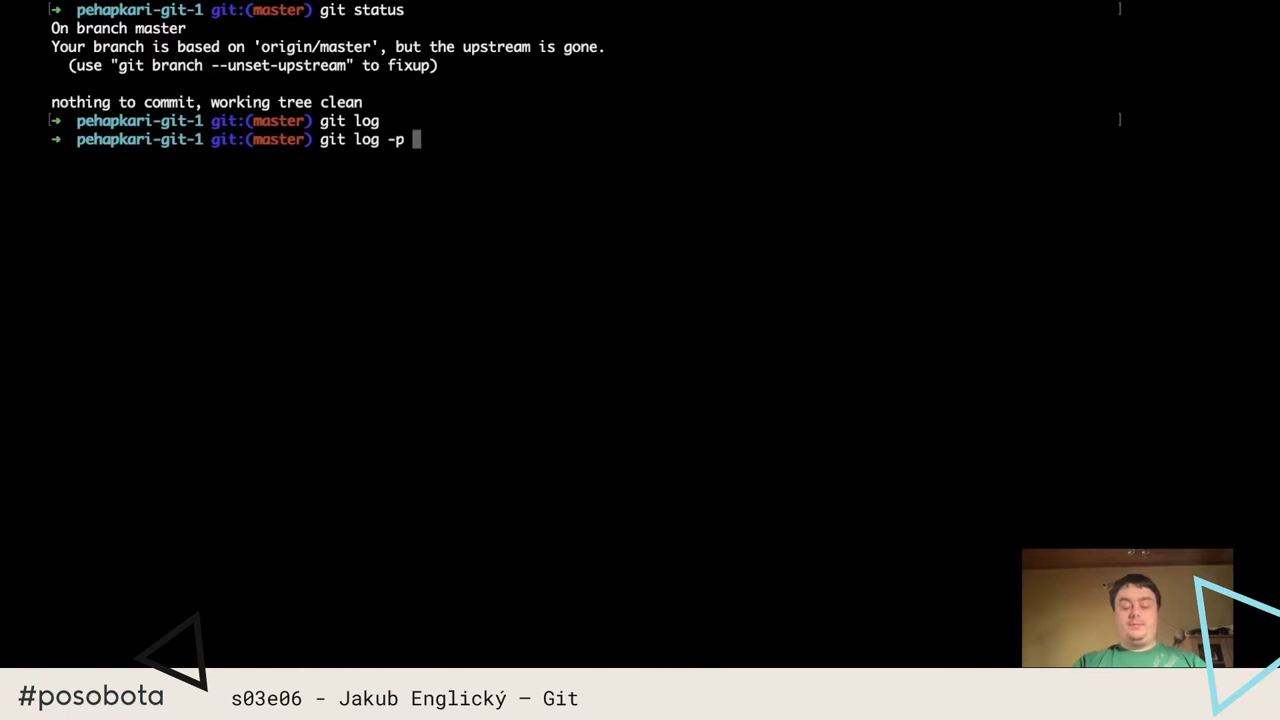 ➜ pehapkari-git-1 git:(master) git status
On branch master
Your branch is based on 'origin/master', but the upstream is gone.
(use "git branch --unset-upstream" to fixup)
nothing to commit, working tree clean
➜ pehapkari-git-1 git:(master) git log
➜ pehapkari-git-1 git:(master) git log -p
#posobota
s03e06 - Jakub Englický – Git